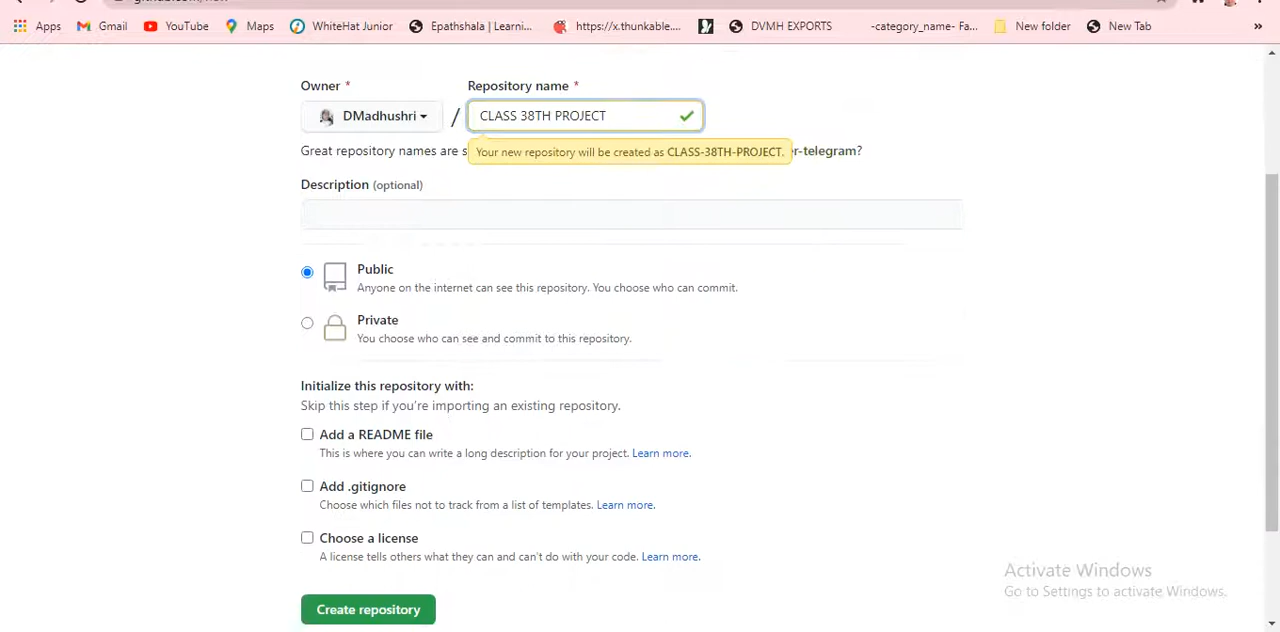 Apps Gmail YouTube Maps WhiteHat Junior Epathshala | Learni... https://x.thunkable.... DVMH EXPORTS -category_name- Fa... New folder New Tab »
Owner * Repository name *
DMadhushri / CLASS 38TH PROJECT
Great repository names are s
Your new repository will be created as CLASS-38TH-PROJECT.
r-telegram?
Description (optional)
Public
Anyone on the internet can see this repository. You choose who can commit.
Private
You choose who can see and commit to this repository.
Initialize this repository with:
Skip this step if you're importing an existing repository.
Add a README file
This is where you can write a long description for your project. Learn more.
Add .gitignore
Choose which files not to track from a list of templates. Learn more.
Choose a license
A license tells others what they can and can't do with your code. Learn more.
Create repository
Activate Windows
Go to Settings to activate Windows.